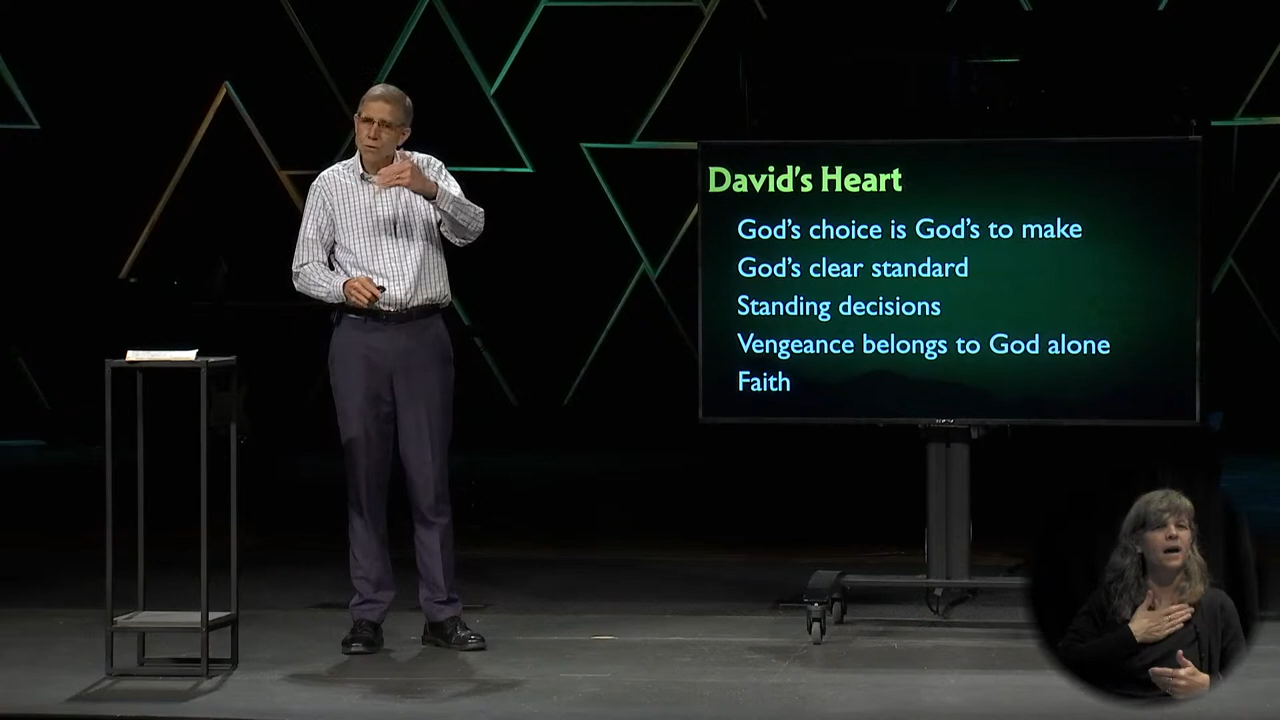 David's Heart
God's choice is God's to make
God's clear standard
Standing decisions
Vengeance belongs to God alone
Faith